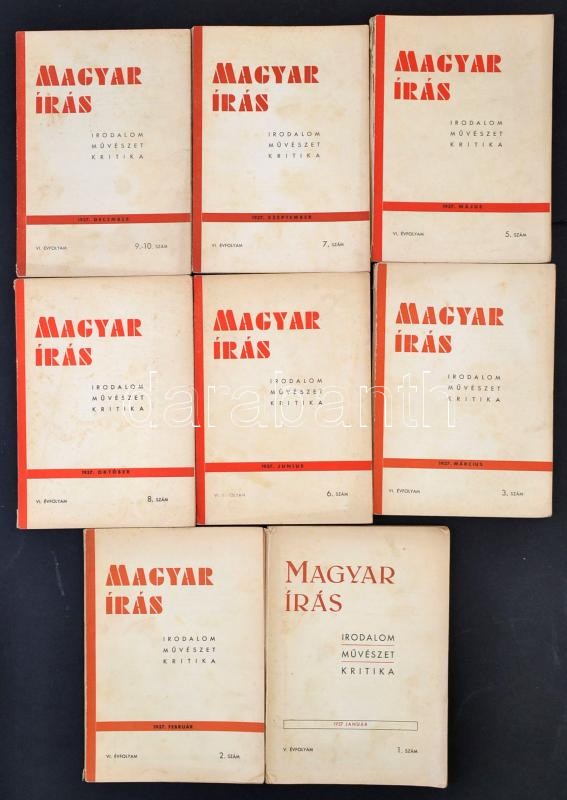 MAGYAR
ÍRÁS
IRODALOM
MŰVÉSZET
KRITIKA
1937. DECEMBER
VI. ÉVFOLYAM 9.-10. SZÁM
MAGYAR
ÍRÁS
IRODALOM
MŰVÉSZET
KRITIKA
1937. SZEPTEMBER
VI. ÉVFOLYAM 7. SZÁM
MAGYAR
ÍRÁS
IRODALOM
MŰVÉSZET
KRITIKA
1937. MÁJUS
VI. ÉVFOLYAM 5. SZÁM
MAGYAR
ÍRÁS
IRODALOM
MŰVÉSZET
KRITIKA
1937. OKTÓBER
VI. ÉVFOLYAM 8. SZÁM
MAGYAR
ÍRÁS
IRODALOM
MŰVÉSZET
KRITIKA
1937. JUNIUS
VI. ÉVFOLYAM 6. SZÁM
MAGYAR
ÍRÁS
IRODALOM
MŰVÉSZET
KRITIKA
1937. MÁRCIUS
VI. ÉVFOLYAM 3. SZÁM
darabanth
MAGYAR
ÍRÁS
IRODALOM
MŰVÉSZET
KRITIKA
1937. FEBRUÁR
VI. ÉVFOLYAM 2. SZÁM
MAGYAR
ÍRÁS
IRODALOM
MŰVÉSZET
KRITIKA
1937 JANUÁR
V. ÉVFOLYAM 1. SZÁM